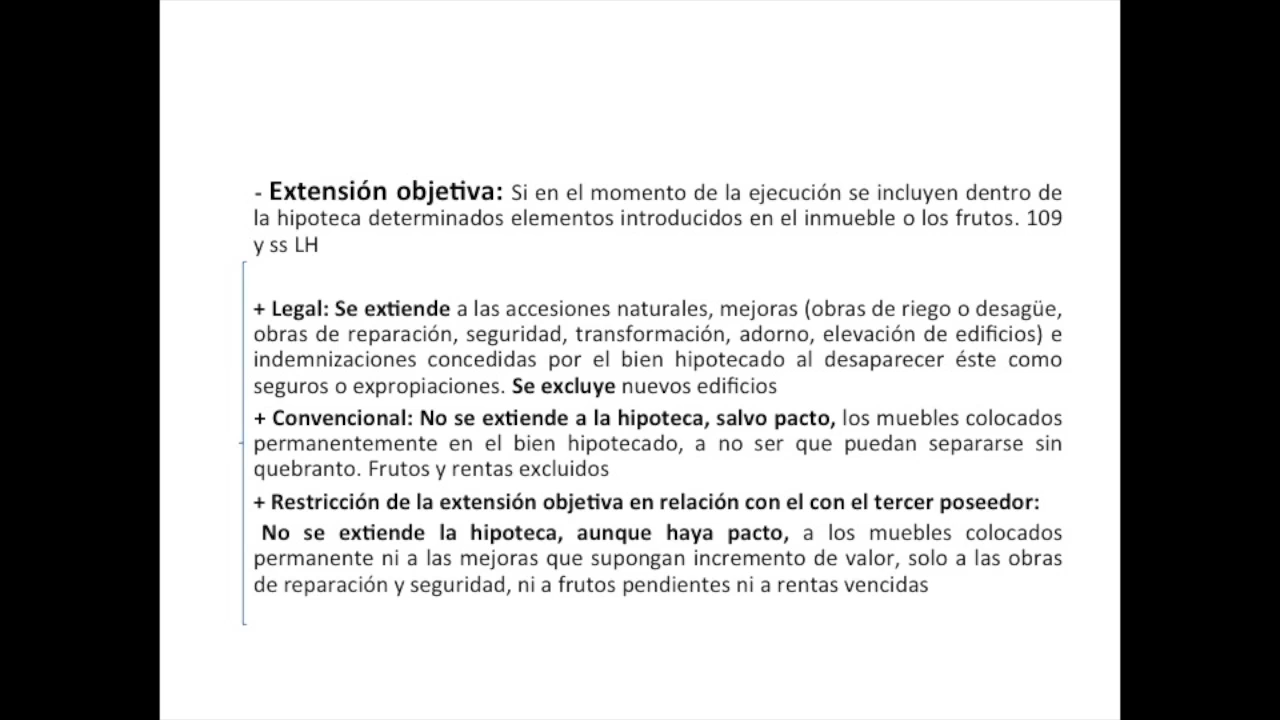 - Extensión objetiva: Si en el momento de la ejecución se incluyen dentro de
la hipoteca determinados elementos introducidos en el inmueble o los frutos. 109
y ss LH
+ Legal: Se extiende a las accesiones naturales, mejoras (obras de riego o desagüe,
obras de reparación, seguridad, transformación, adorno, elevación de edificios) e
indemnizaciones concedidas por el bien hipotecado al desaparecer éste como
seguros o expropiaciones. Se excluye nuevos edificios
+ Convencional: No se extiende a la hipoteca, salvo pacto, los muebles colocados
permanentemente en el bien hipotecado, a no ser que puedan separarse sin
quebranto. Frutos y rentas excluidos
+ Restricción de la extensión objetiva en relación con el con el tercer poseedor:
No se extiende la hipoteca, aunque haya pacto, a los muebles colocados
permanente ni a las mejoras que supongan incremento de valor, solo a las obras
de reparación y seguridad, ni a frutos pendientes ni a rentas vencidas